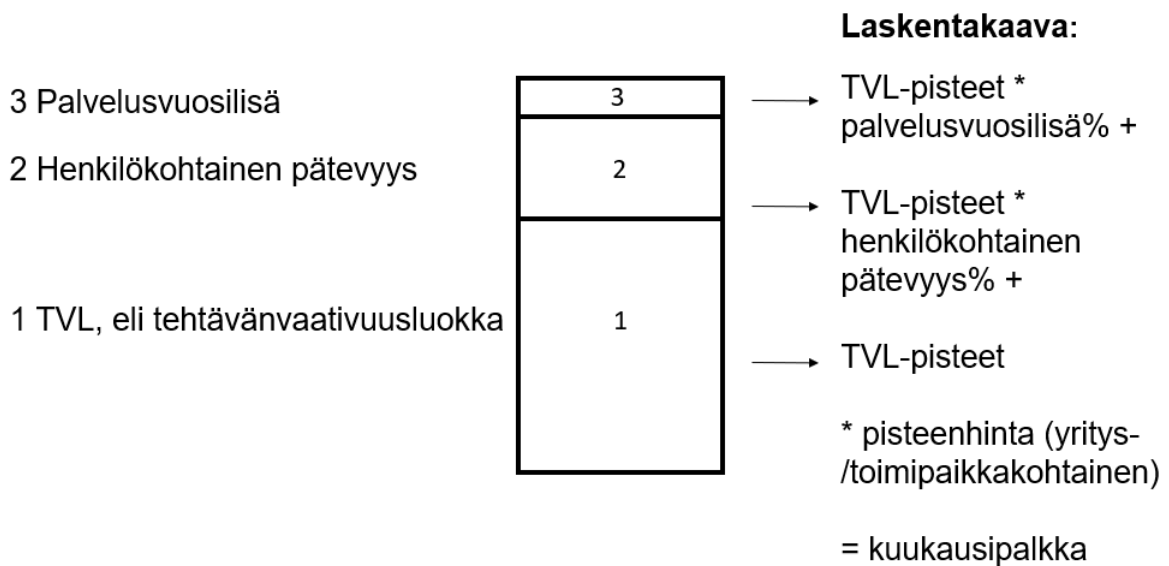 Laskentakaava:
3 Palvelusvuosilisä
3
TVL-pisteet *
palvelusvuosilisä% +
2 Henkilökohtainen pätevyys
2
TVL-pisteet *
henkilökohtainen
pätevyys% +
1 TVL, eli tehtävänvaativuusluokka
1
TVL-pisteet
* pisteenhinta (yritys-
/toimipaikkakohtainen)
= kuukausipalkka